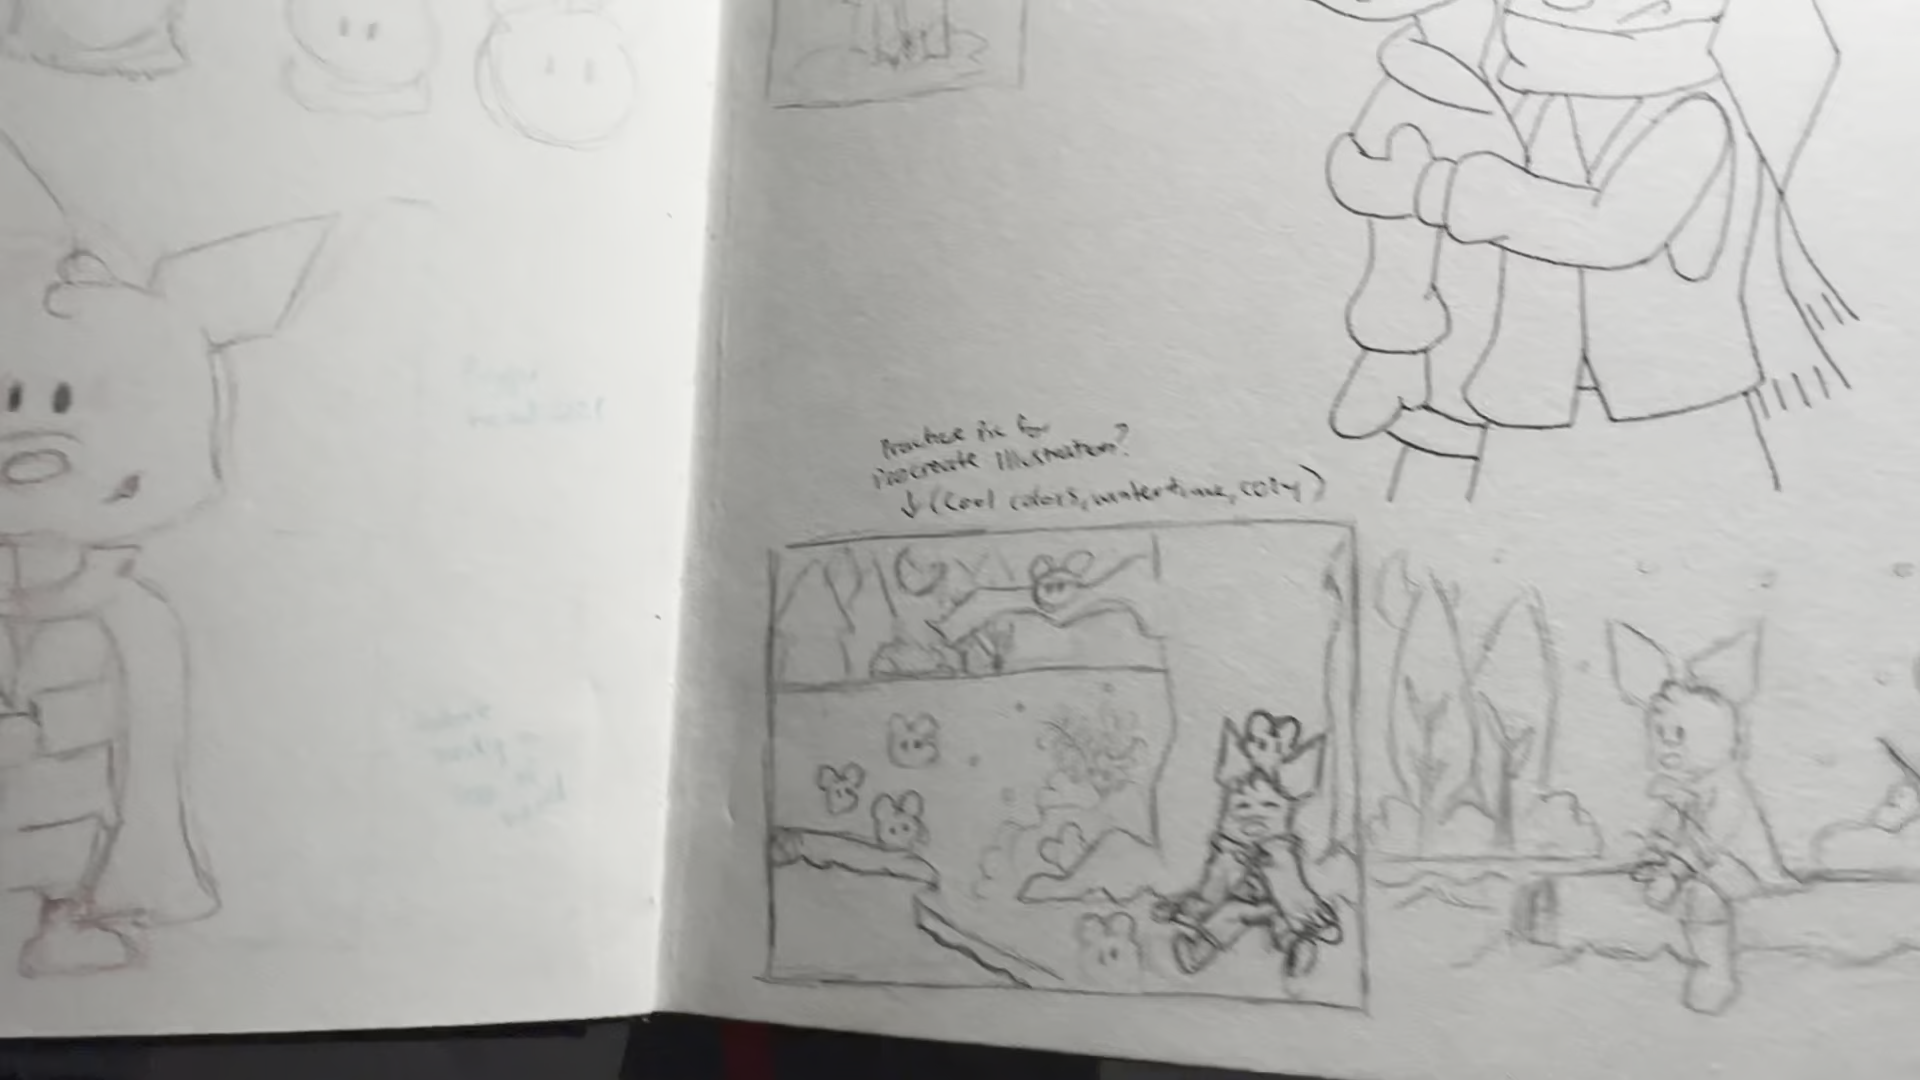 Practice Pic for
Procreate Illustration?
↓ (Cool colors, wintertime, cozy)